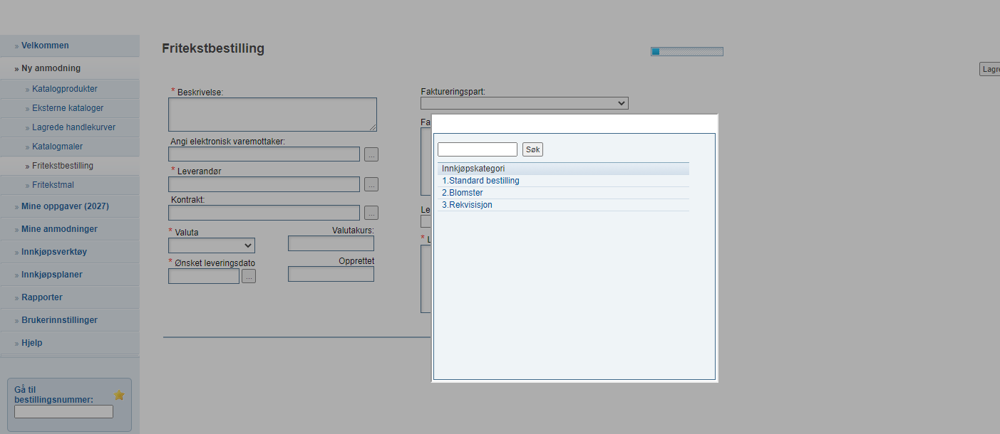 » Velkommen
» Ny anmodning
» Katalogprodukter
» Eksterne kataloger
» Lagrede handlekurver
» Katalogmaler
» Fritekstbestilling
» Fritekstmal
» Mine oppgaver (2027)
» Mine anmodninger
» Innkjøpsverktøy
» Innkjøpsplaner
» Rapporter
» Brukerinnstillinger
» Hjelp
Gå til
bestillingsnummer:
Fritekstbestilling
* Beskrivelse:
Angi elektronisk varemottaker:
...
* Leverandør
...
Kontrakt:
...
* Valuta
Valutakurs:
* Ønsket leveringsdato
...
Opprettet
Faktureringspart:
Fa
Le
*
Søk
Innkjøpskategori
1.Standard bestilling
2.Blomster
3.Rekvisisjon